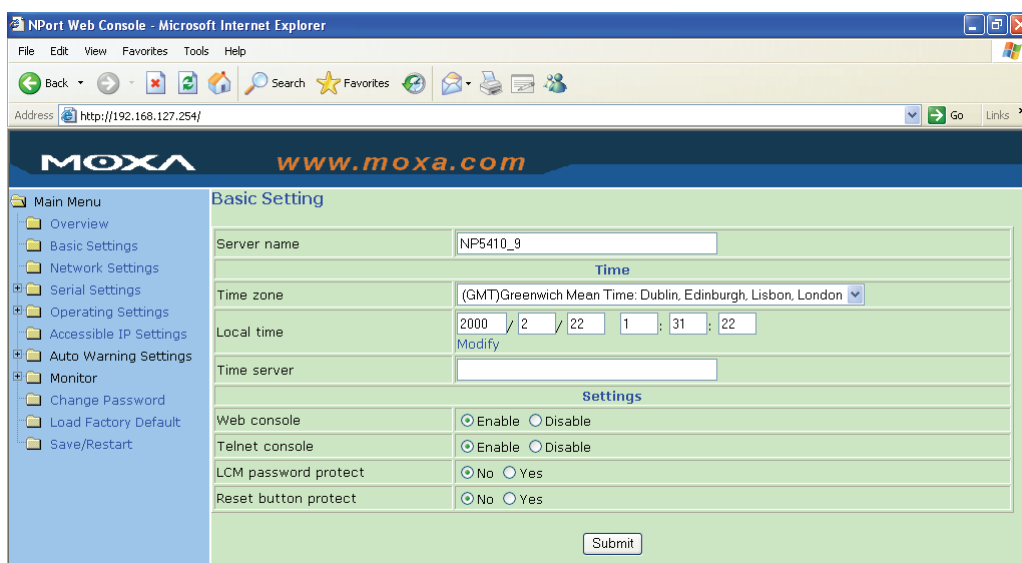 NPort Web Console - Microsoft Internet Explorer
File Edit View Favorites Tools Help
Back Search Favorites
Address http://192.168.127.254/ Go Links
MOXA www.moxa.com
Main Menu
Overview
Basic Settings
Network Settings
Serial Settings
Operating Settings
Accessible IP Settings
Auto Warning Settings
Monitor
Change Password
Load Factory Default
Save/Restart
Basic Setting
Server name NP5410_9
Time
Time zone (GMT)Greenwich Mean Time: Dublin, Edinburgh, Lisbon, London
Local time 2000 / 2 / 22 1 : 31 : 22
Modify
Time server
Settings
Web console Enable Disable
Telnet console Enable Disable
LCM password protect No Yes
Reset button protect No Yes
Submit